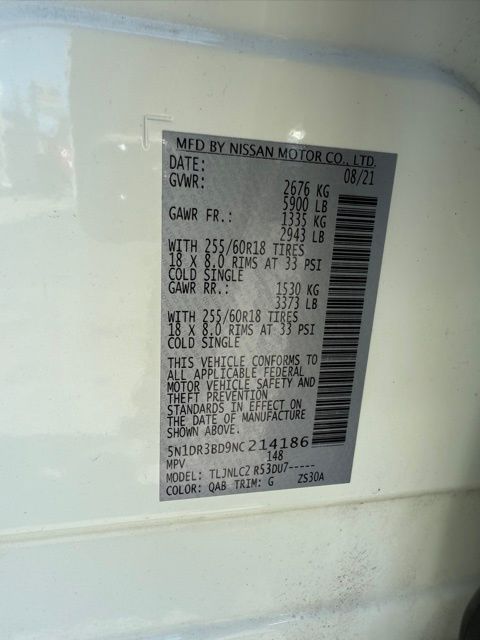 MFD BY NISSAN MOTOR CO., LTD.
DATE: 08/21
GVWR: 2676 KG
5900 LB
GAWR FR.: 1335 KG
2943 LB
WITH 255/60R18 TIRES
18 X 8.0 RIMS AT 33 PSI
COLD SINGLE
GAWR RR.: 1530 KG
3373 LB
WITH 255/60R18 TIRES
18 X 8.0 RIMS AT 33 PSI
COLD SINGLE
THIS VEHICLE CONFORMS TO
ALL APPLICABLE FEDERAL
MOTOR VEHICLE SAFETY AND
THEFT PREVENTION
STANDARDS IN EFFECT ON
THE DATE OF MANUFACTURE
SHOWN ABOVE.
5N1DR3BD9NC214186
MPV 148
MODEL: TLJNLC2 R53DU7-----
COLOR: QAB TRIM: G ZS30A